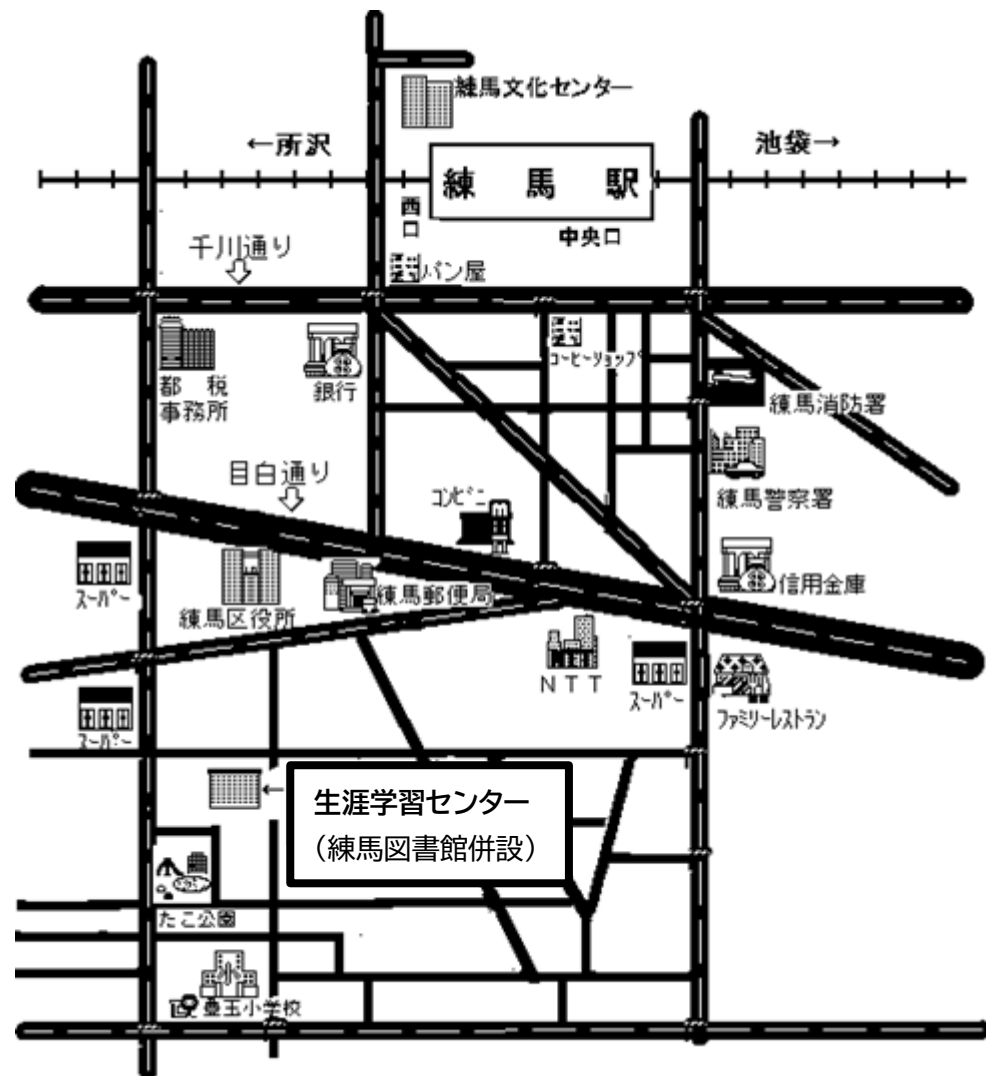 練馬文化センター
←所沢
池袋→
練馬駅
西口
中央口
千川通り
パン屋
都税
事務所
銀行
コーヒーショップ
練馬消防署
目白通り
コンビニ
練馬警察署
スーパー
練馬区役所
練馬郵便局
信用金庫
NTT
スーパー
ファミリーレストラン
スーパー
←
生涯学習センター
（練馬図書館併設）
たこ公園
小
豊玉小学校